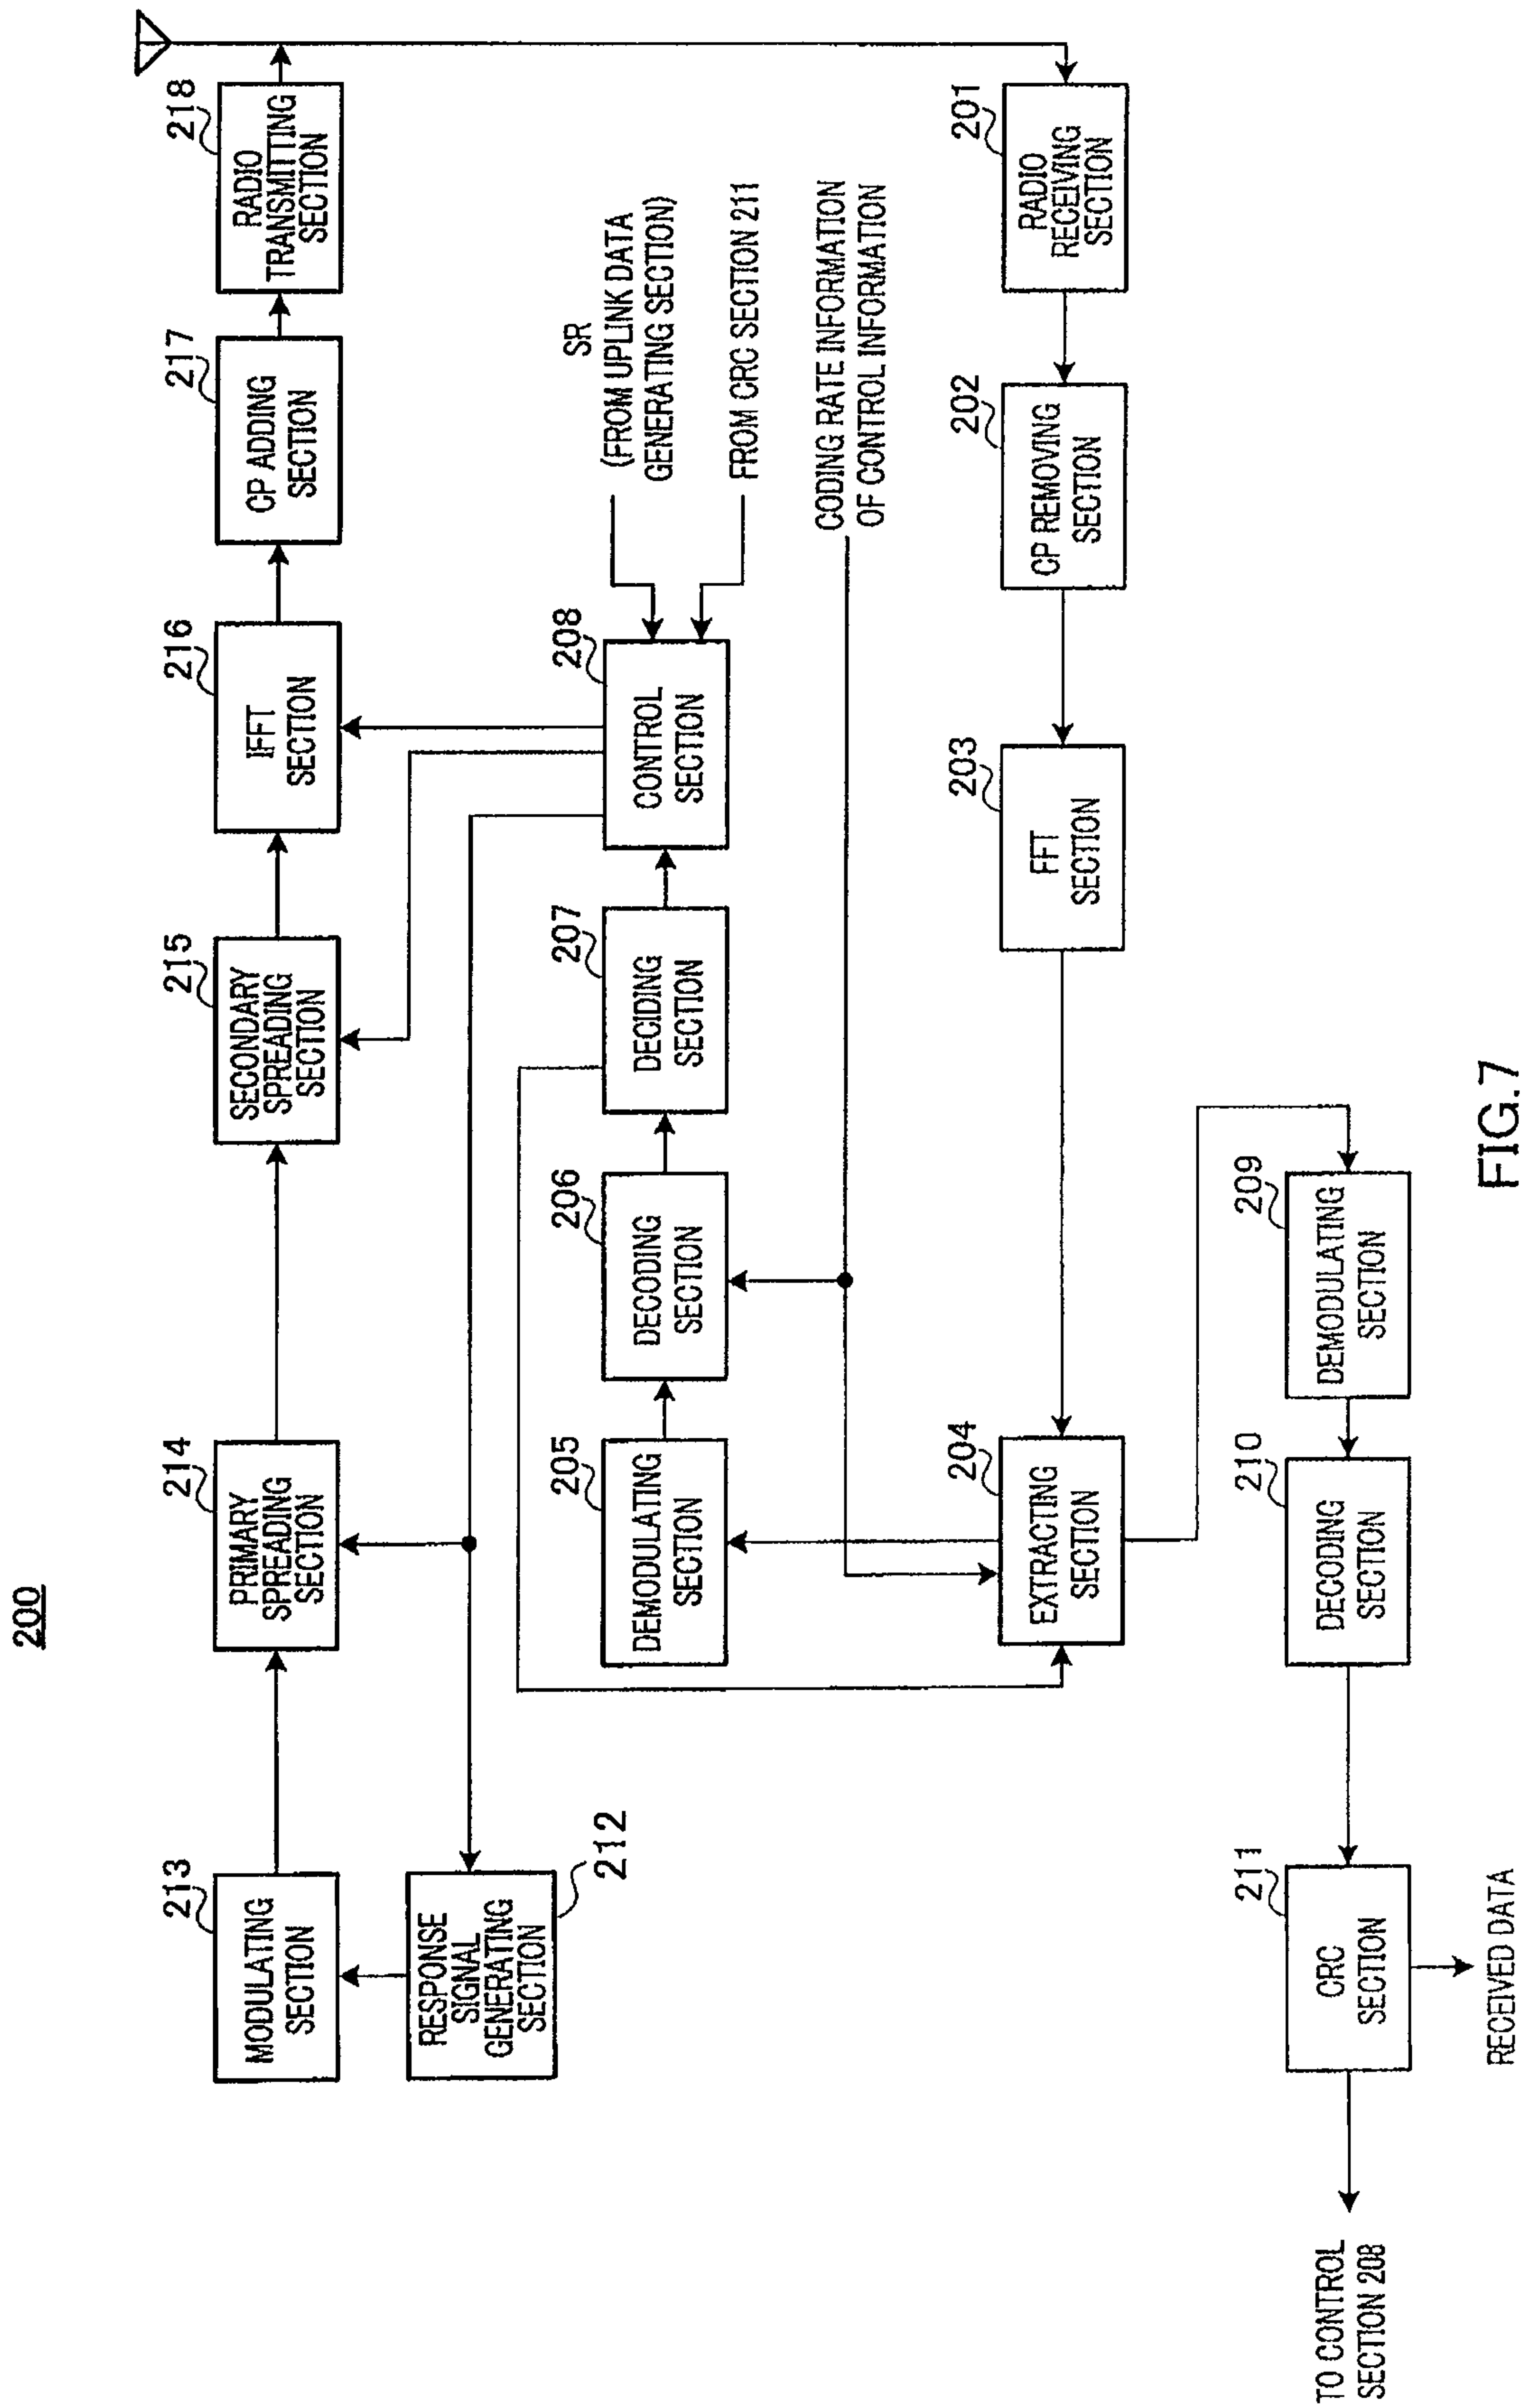 200
213
MODULATING
SECTION
214
PRIMARY
SPREADING
SECTION
215
SECONDARY
SPREADING
SECTION
216
IFFT
SECTION
217
CP ADDING
SECTION
218
RADIO
TRANSMITTING
SECTION
RESPONSE
SIGNAL
GENERATING
SECTION
212
SR
(FROM UPLINK DATA
GENERATING SECTION)
FROM CRC SECTION 211
205
DEMODULATING
SECTION
206
DECODING
SECTION
207
DECIDING
SECTION
208
CONTROL
SECTION
CODING RATE INFORMATION
OF CONTROL INFORMATION
204
EXTRACTING
SECTION
203
FFT
SECTION
202
CP REMOVING
SECTION
201
RADIO
RECEIVING
SECTION
211
CRC
SECTION
210
DECODING
SECTION
209
DEMODULATING
SECTION
TO CONTROL
SECTION 208
RECEIVED DATA
FIG.7